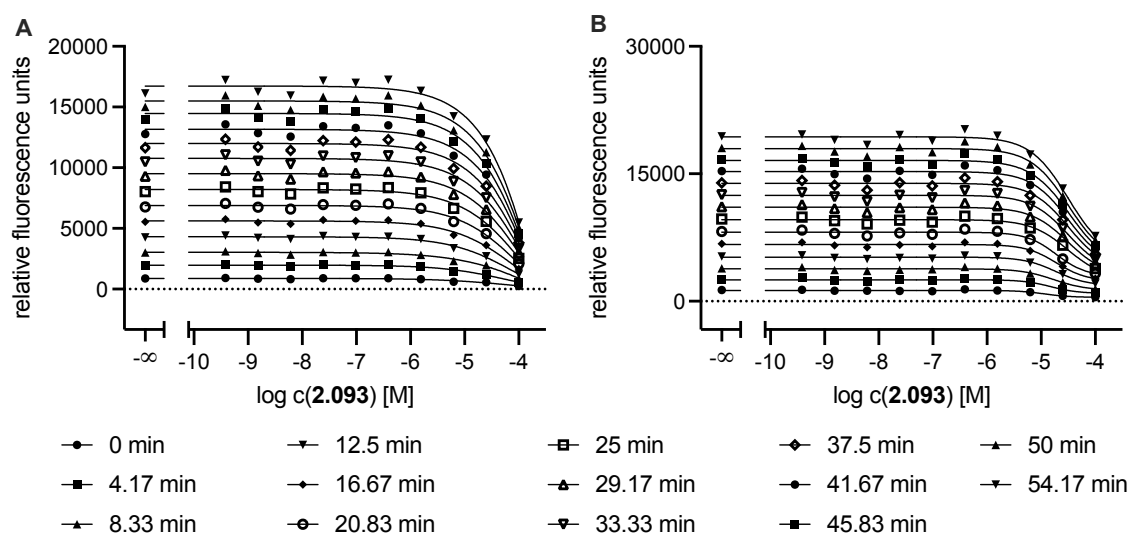 A
B
relative fluorescence units
20000
15000
10000
5000
0
-∞
-10
-9
-8
-7
-6
-5
-4
log c(2.093) [M]
relative fluorescence units
30000
15000
0
-∞
-10
-9
-8
-7
-6
-5
-4
log c(2.093) [M]
0 min
12.5 min
25 min
37.5 min
50 min
4.17 min
16.67 min
29.17 min
41.67 min
54.17 min
8.33 min
20.83 min
33.33 min
45.83 min